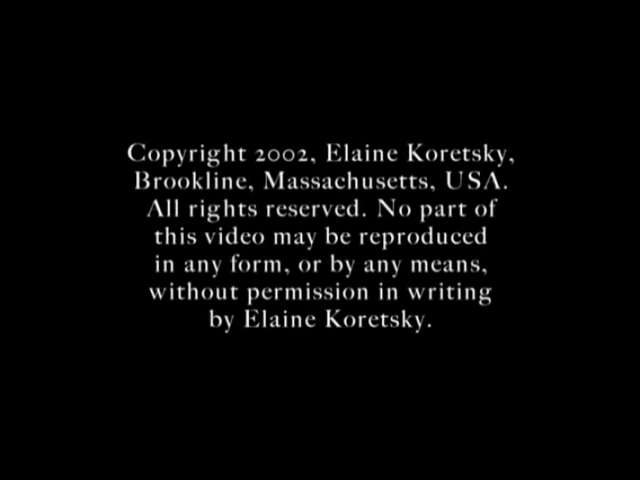 Copyright 2002, Elaine Koretsky,
Brookline, Massachusetts, USA.
All rights reserved. No part of
this video may be reproduced
in any form, or by any means,
without permission in writing
by Elaine Koretsky.